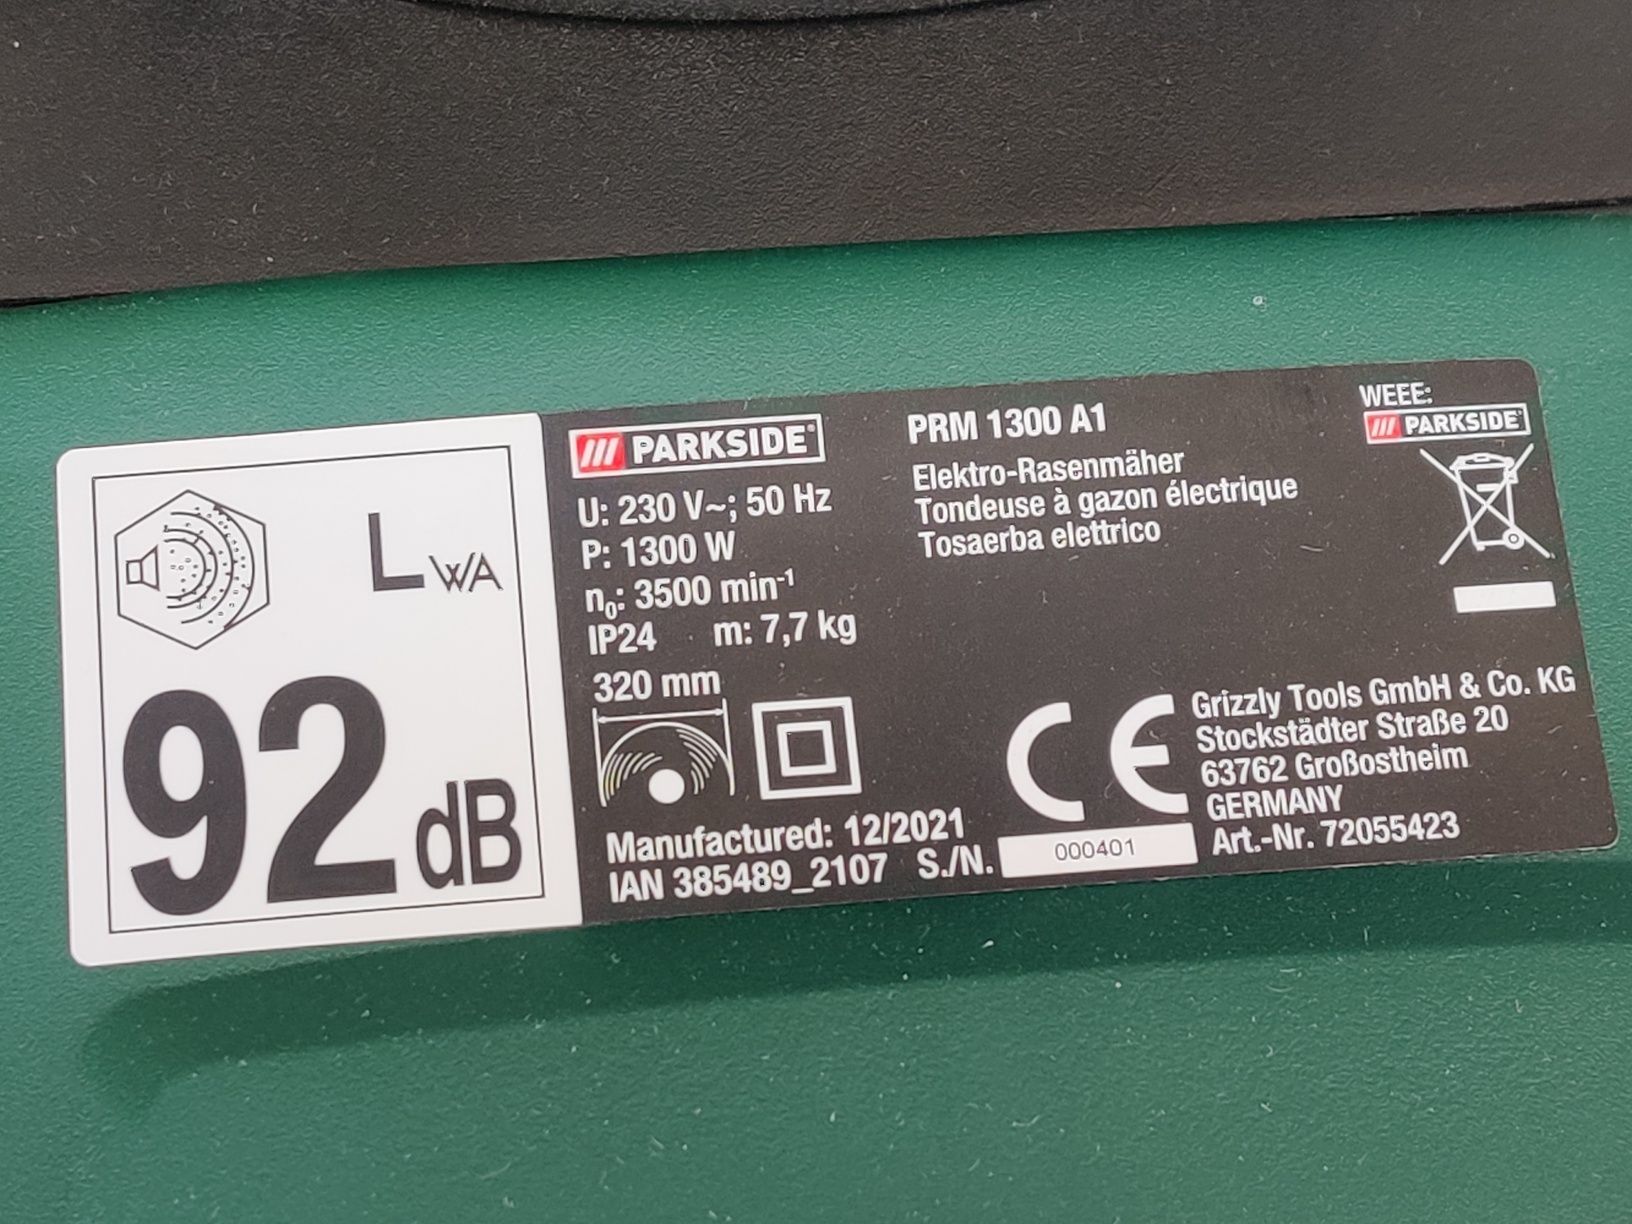 LWA
92 dB
PARKSIDE®
U: 230 V~; 50 Hz
P: 1300 W
n₀: 3500 min⁻¹
IP24 m: 7,7 kg
320 mm
Manufactured: 12/2021
IAN 385489_2107 S./N. 000401
PRM 1300 A1
Elektro-Rasenmäher
Tondeuse à gazon électrique
Tosaerba elettrico
WEEE:
PARKSIDE®
CE
Grizzly Tools GmbH & Co. KG
Stockstädter Straße 20
63762 Großostheim
GERMANY
Art.-Nr. 72055423